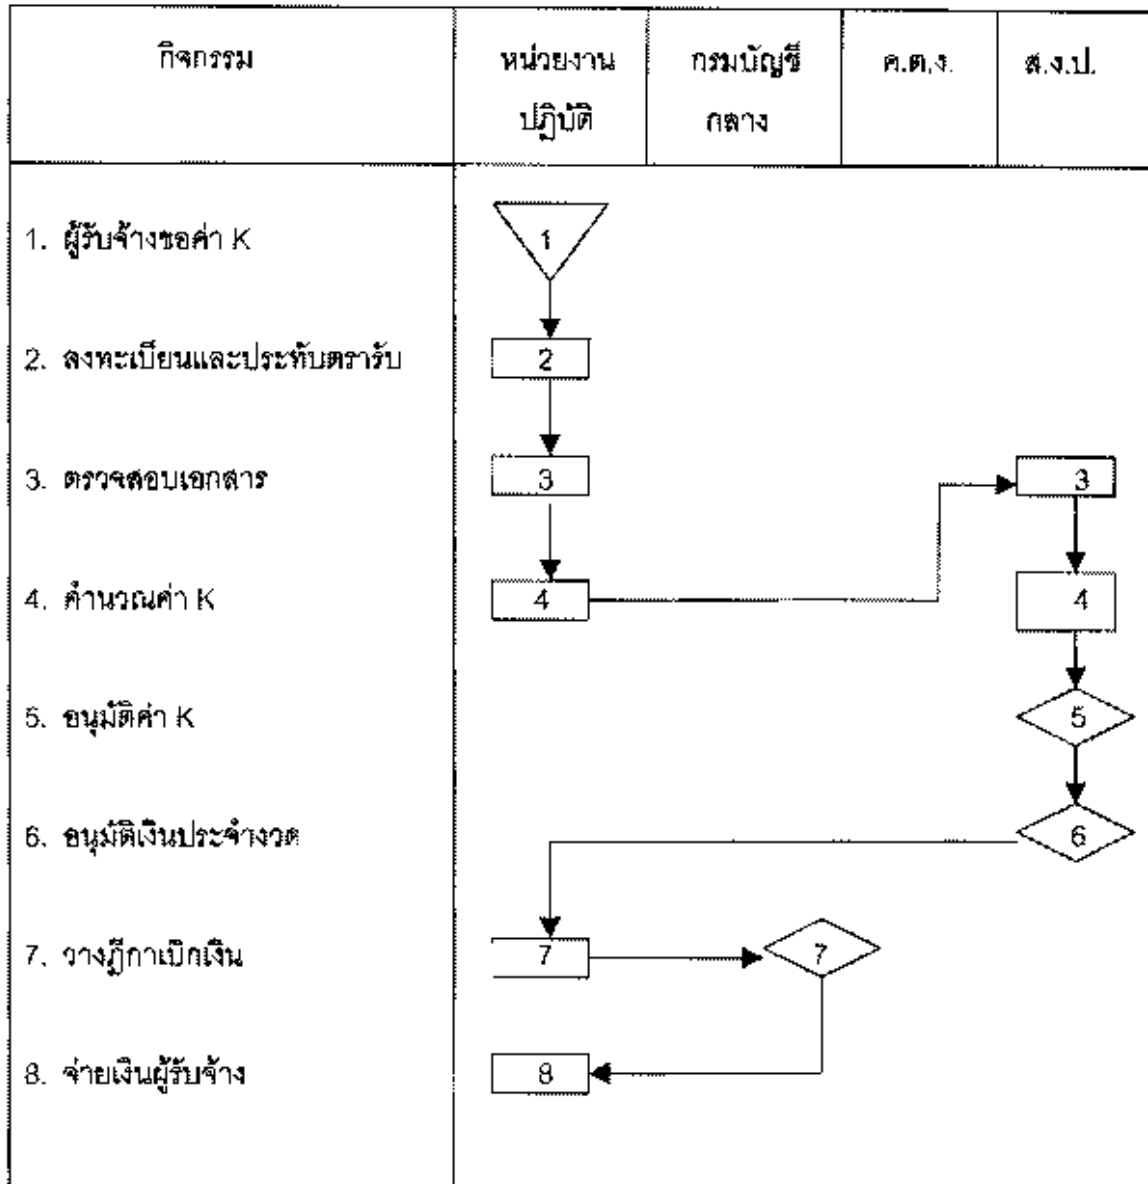 กิจกรรม
หน่วยงาน
ปฏิบัติ
กรมบัญชี
กลาง
ค.ต.ง.
ส.ง.ป.
1. ผู้รับจ้างขอค่า K
1
2. ลงทะเบียนและประทับตรารับ
2
3. ตรวจสอบเอกสาร
3
3
4. คำนวณค่า K
4
4
5. อนุมัติค่า K
5
6. อนุมัติเงินประจำงวด
6
7. วางฎีกาเบิกเงิน
7
7
8. จ่ายเงินผู้รับจ้าง
8